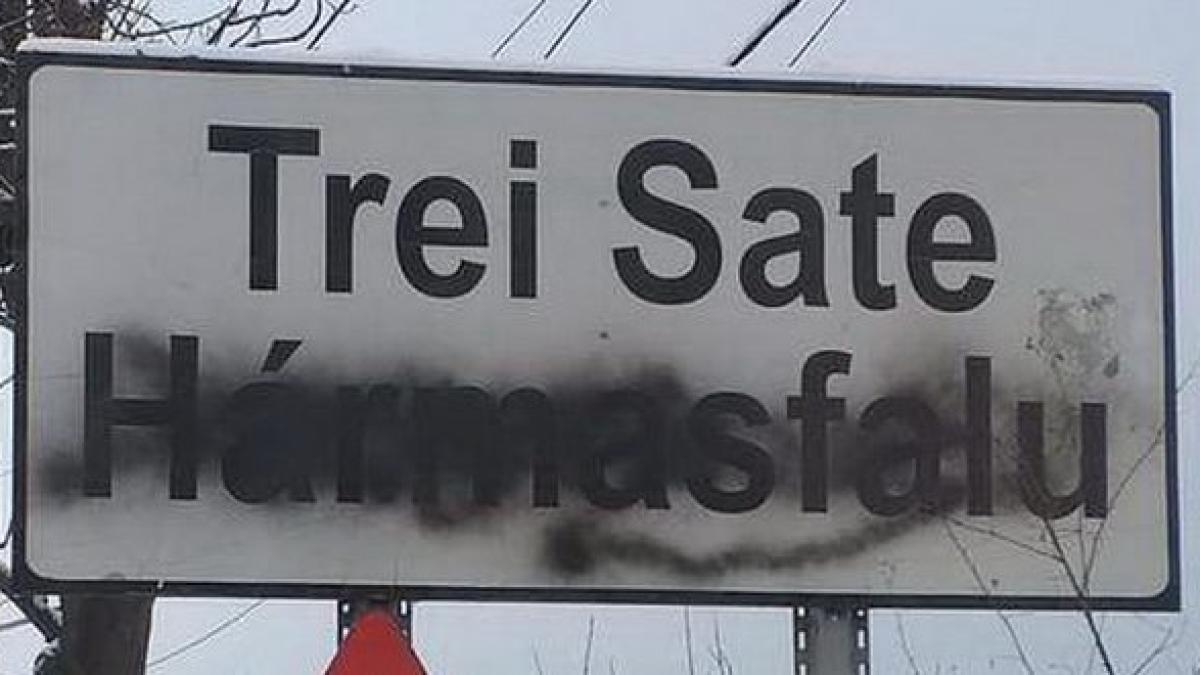 Trei Sate
Hármasfalu